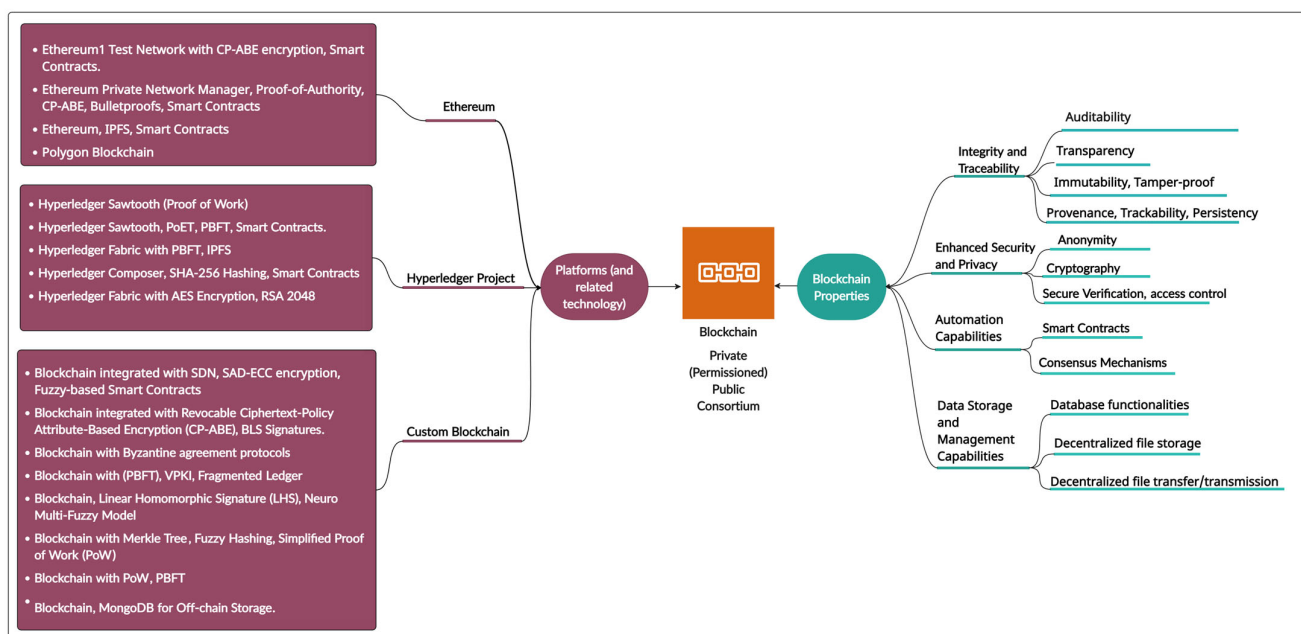 • Ethereum1 Test Network with CP-ABE encryption, Smart
Contracts.
• Ethereum Private Network Manager, Proof-of-Authority,
CP-ABE, Bulletproofs, Smart Contracts
• Ethereum, IPFS, Smart Contracts
• Polygon Blockchain
Ethereum
• Hyperledger Sawtooth (Proof of Work)
• Hyperledger Sawtooth, PoET, PBFT, Smart Contracts.
• Hyperledger Fabric with PBFT, IPFS
• Hyperledger Composer, SHA-256 Hashing, Smart Contracts
• Hyperledger Fabric with AES Encryption, RSA 2048
Hyperledger Project
• Blockchain integrated with SDN, SAD-ECC encryption,
Fuzzy-based Smart Contracts
• Blockchain integrated with Revocable Ciphertext-Policy
Attribute-Based Encryption (CP-ABE), BLS Signatures.
• Blockchain with Byzantine agreement protocols
• Blockchain with (PBFT), VPKI, Fragmented Ledger
• Blockchain, Linear Homomorphic Signature (LHS), Neuro
Multi-Fuzzy Model
• Blockchain with Merkle Tree, Fuzzy Hashing, Simplified Proof
of Work (PoW)
• Blockchain with PoW, PBFT
• Blockchain, MongoDB for Off-chain Storage.
Custom Blockchain
Platforms (and
related
technology)
Blockchain
Private
(Permissioned)
Public
Consortium
Blockchain
Properties
Integrity and
Traceability
Auditability
Transparency
Immutability, Tamper-proof
Provenance, Trackability, Persistency
Enhanced Security
and Privacy
Anonymity
Cryptography
Secure Verification, access control
Automation
Capabilities
Smart Contracts
Consensus Mechanisms
Data Storage
and
Management
Capabilities
Database functionalities
Decentralized file storage
Decentralized file transfer/transmission